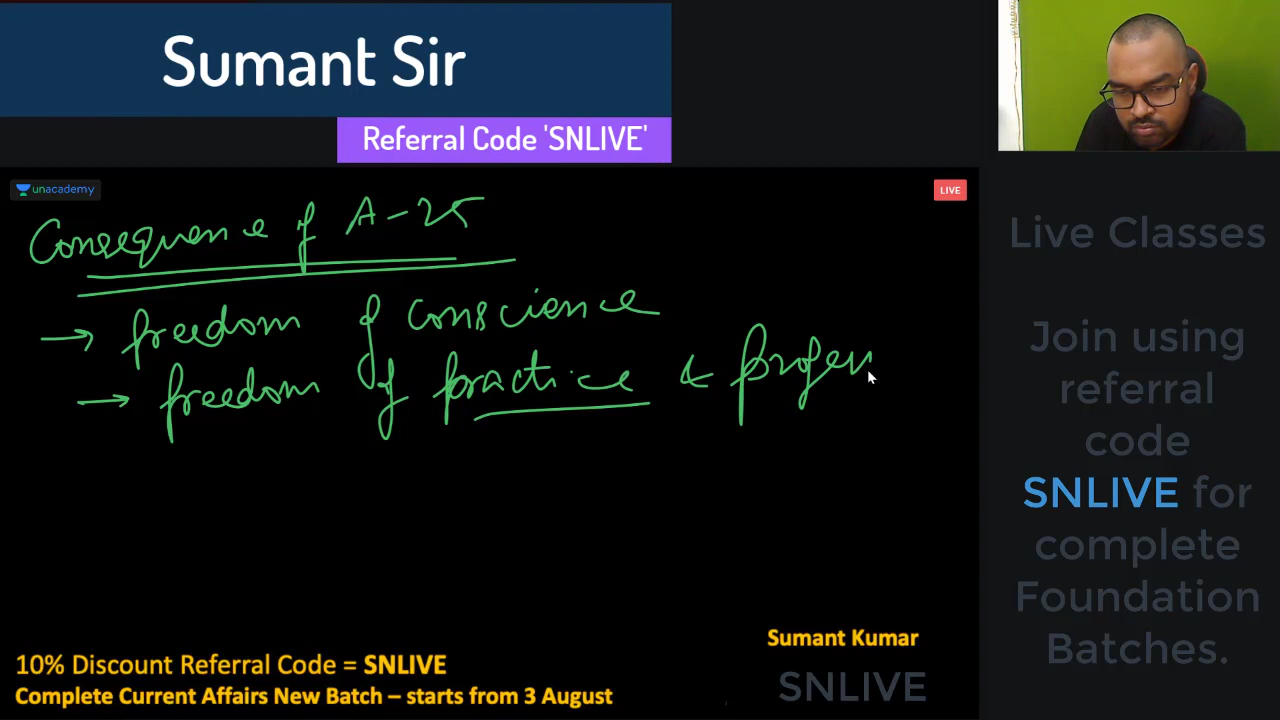 Sumant Sir
Referral Code 'SNLIVE'
unacademy
LIVE
Consequence of A-25
→ freedom of conscience
→ freedom of practice &
Live Classes
Join using
referral
code
SNLIVE for
complete
Foundation
Batches.
Sumant Kumar
SNLIVE
10% Discount Referral Code = SNLIVE
Complete Current Affairs New Batch – starts from 3 August